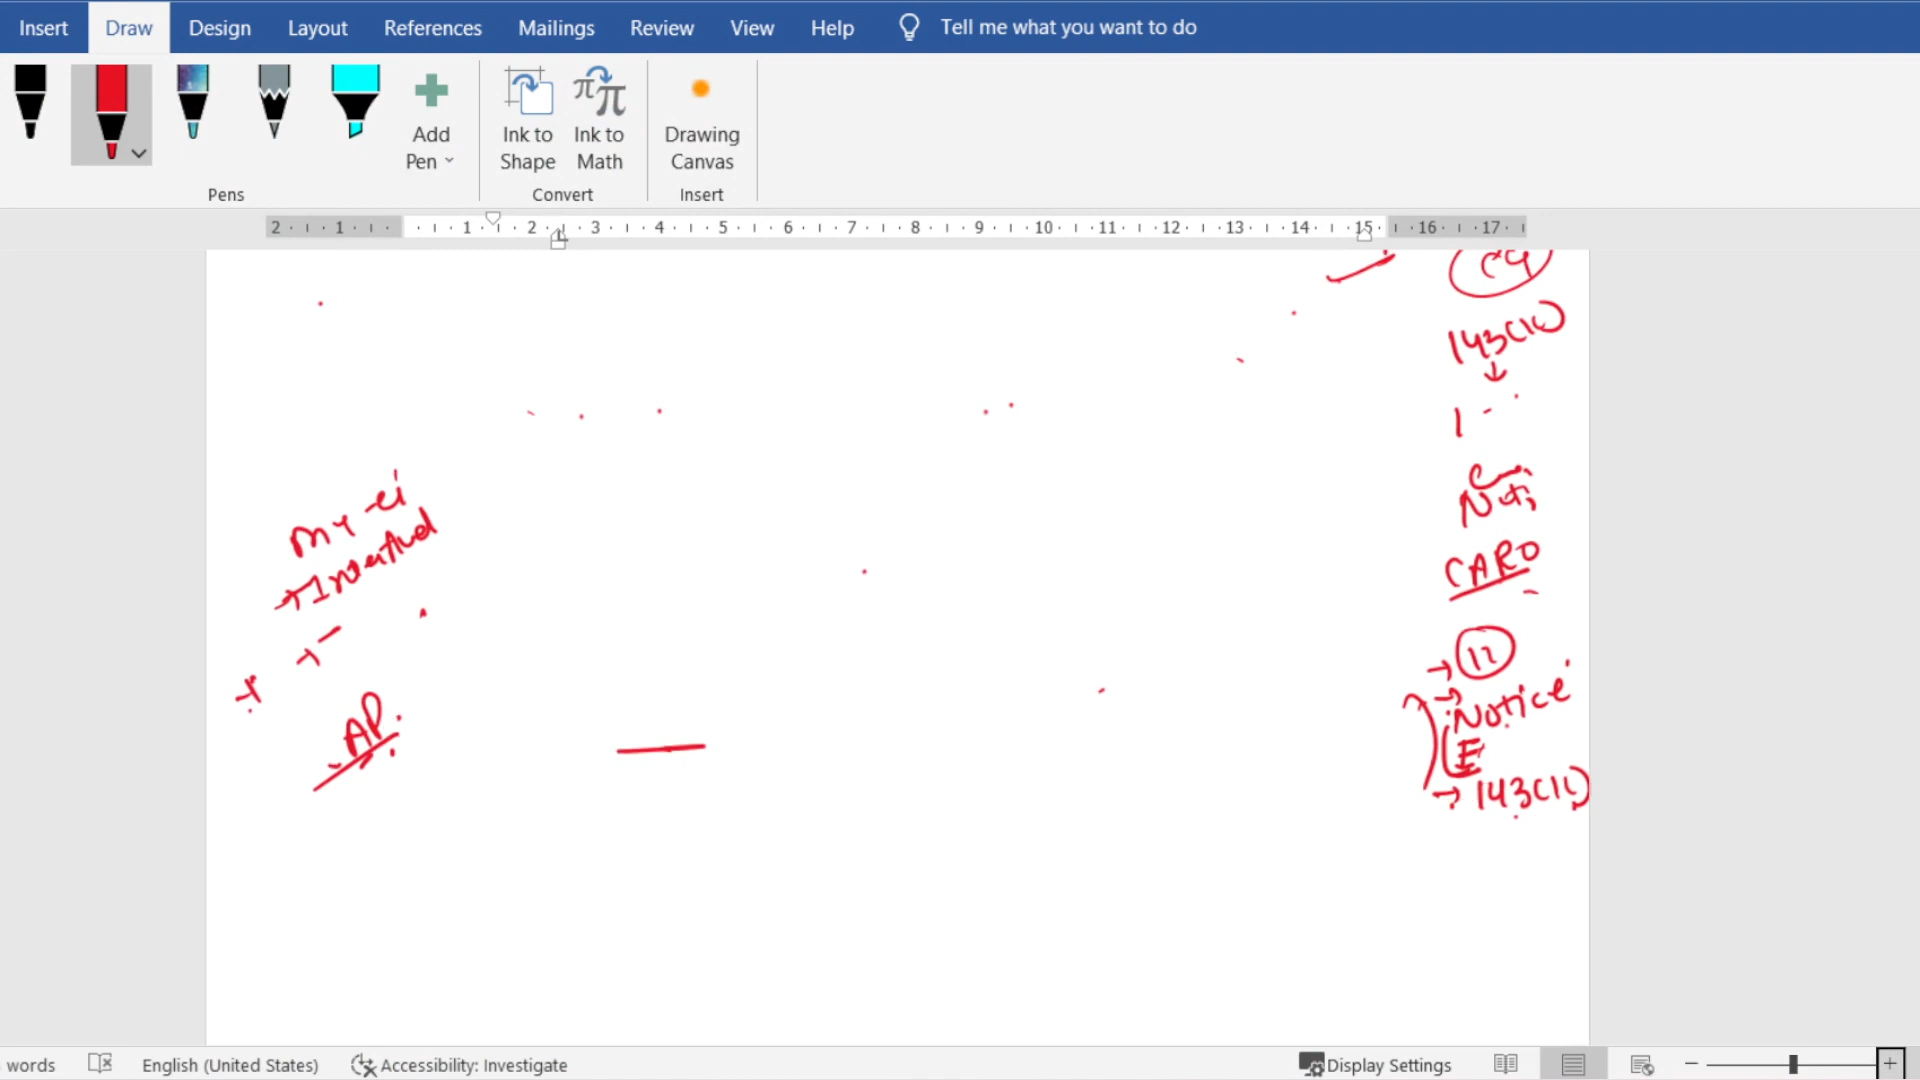 Insert Draw Design Layout References Mailings Review View Help Tell me what you want to do
Add Pen
Ink to Shape
Ink to Math
Drawing Canvas
Pens Convert Insert
2 1 1 2 3 4 5 6 7 8 9 10 11 12 13 14 15 16 17
143(11)
CARO
12
Notice
E
AP.
143(11)
words English (United States) Accessibility: Investigate Display Settings